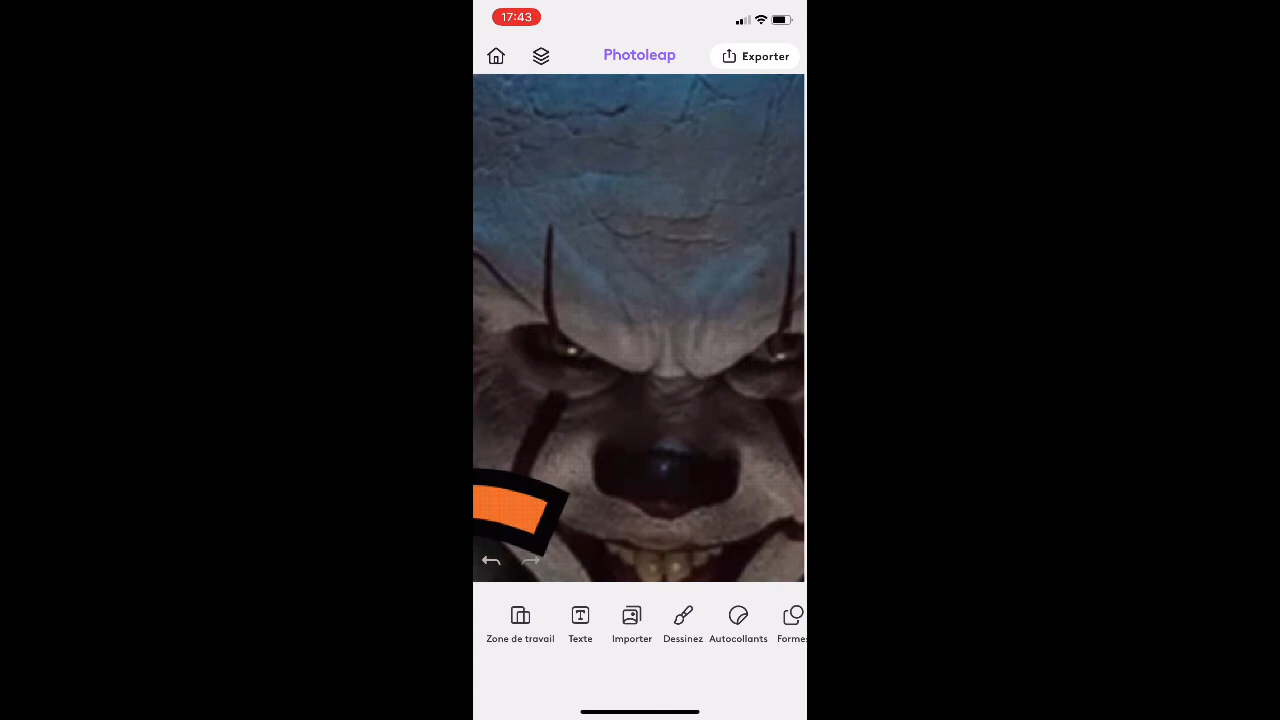 17:43
Photoleap
Exporter
Zone de travail
Texte
Importer
Dessinez
Autocollants
Formes